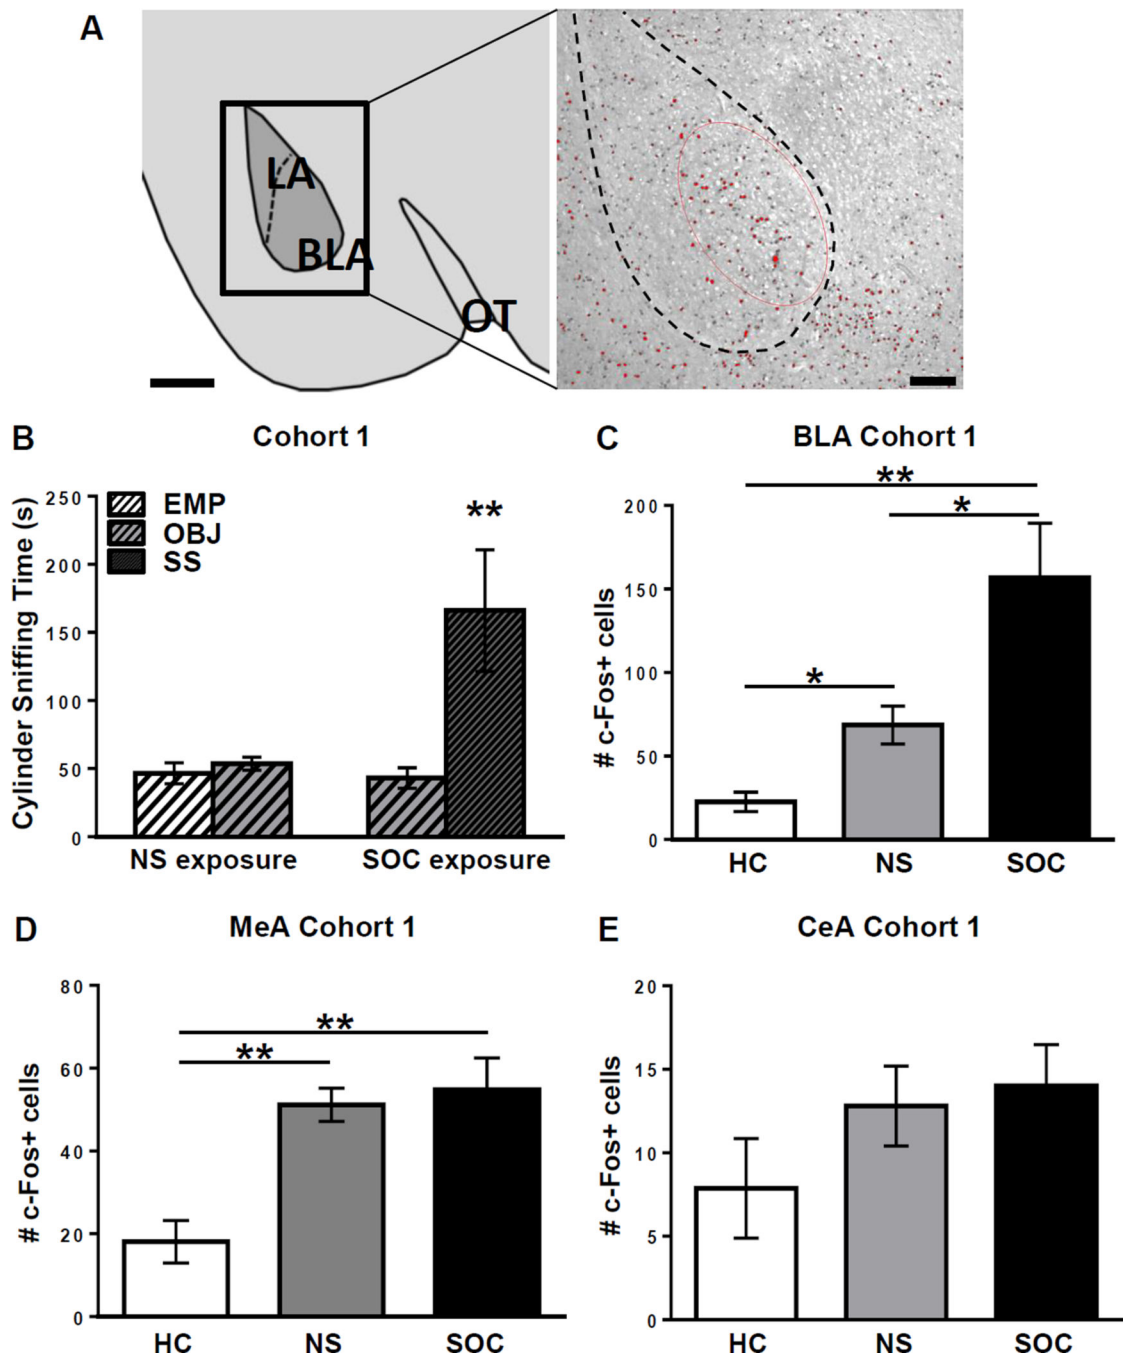 A
LA
BLA
OT
B
Cohort 1
Cylinder Sniffing Time (s)
250
200
150
100
50
0
EMP
OBJ
SS
**
NS exposure
SOC exposure
C
BLA Cohort 1
# c-Fos+ cells
200
150
100
50
0
**
*
*
HC
NS
SOC
D
MeA Cohort 1
# c-Fos+ cells
80
60
40
20
0
**
**
HC
NS
SOC
E
CeA Cohort 1
# c-Fos+ cells
20
15
10
5
0
HC
NS
SOC